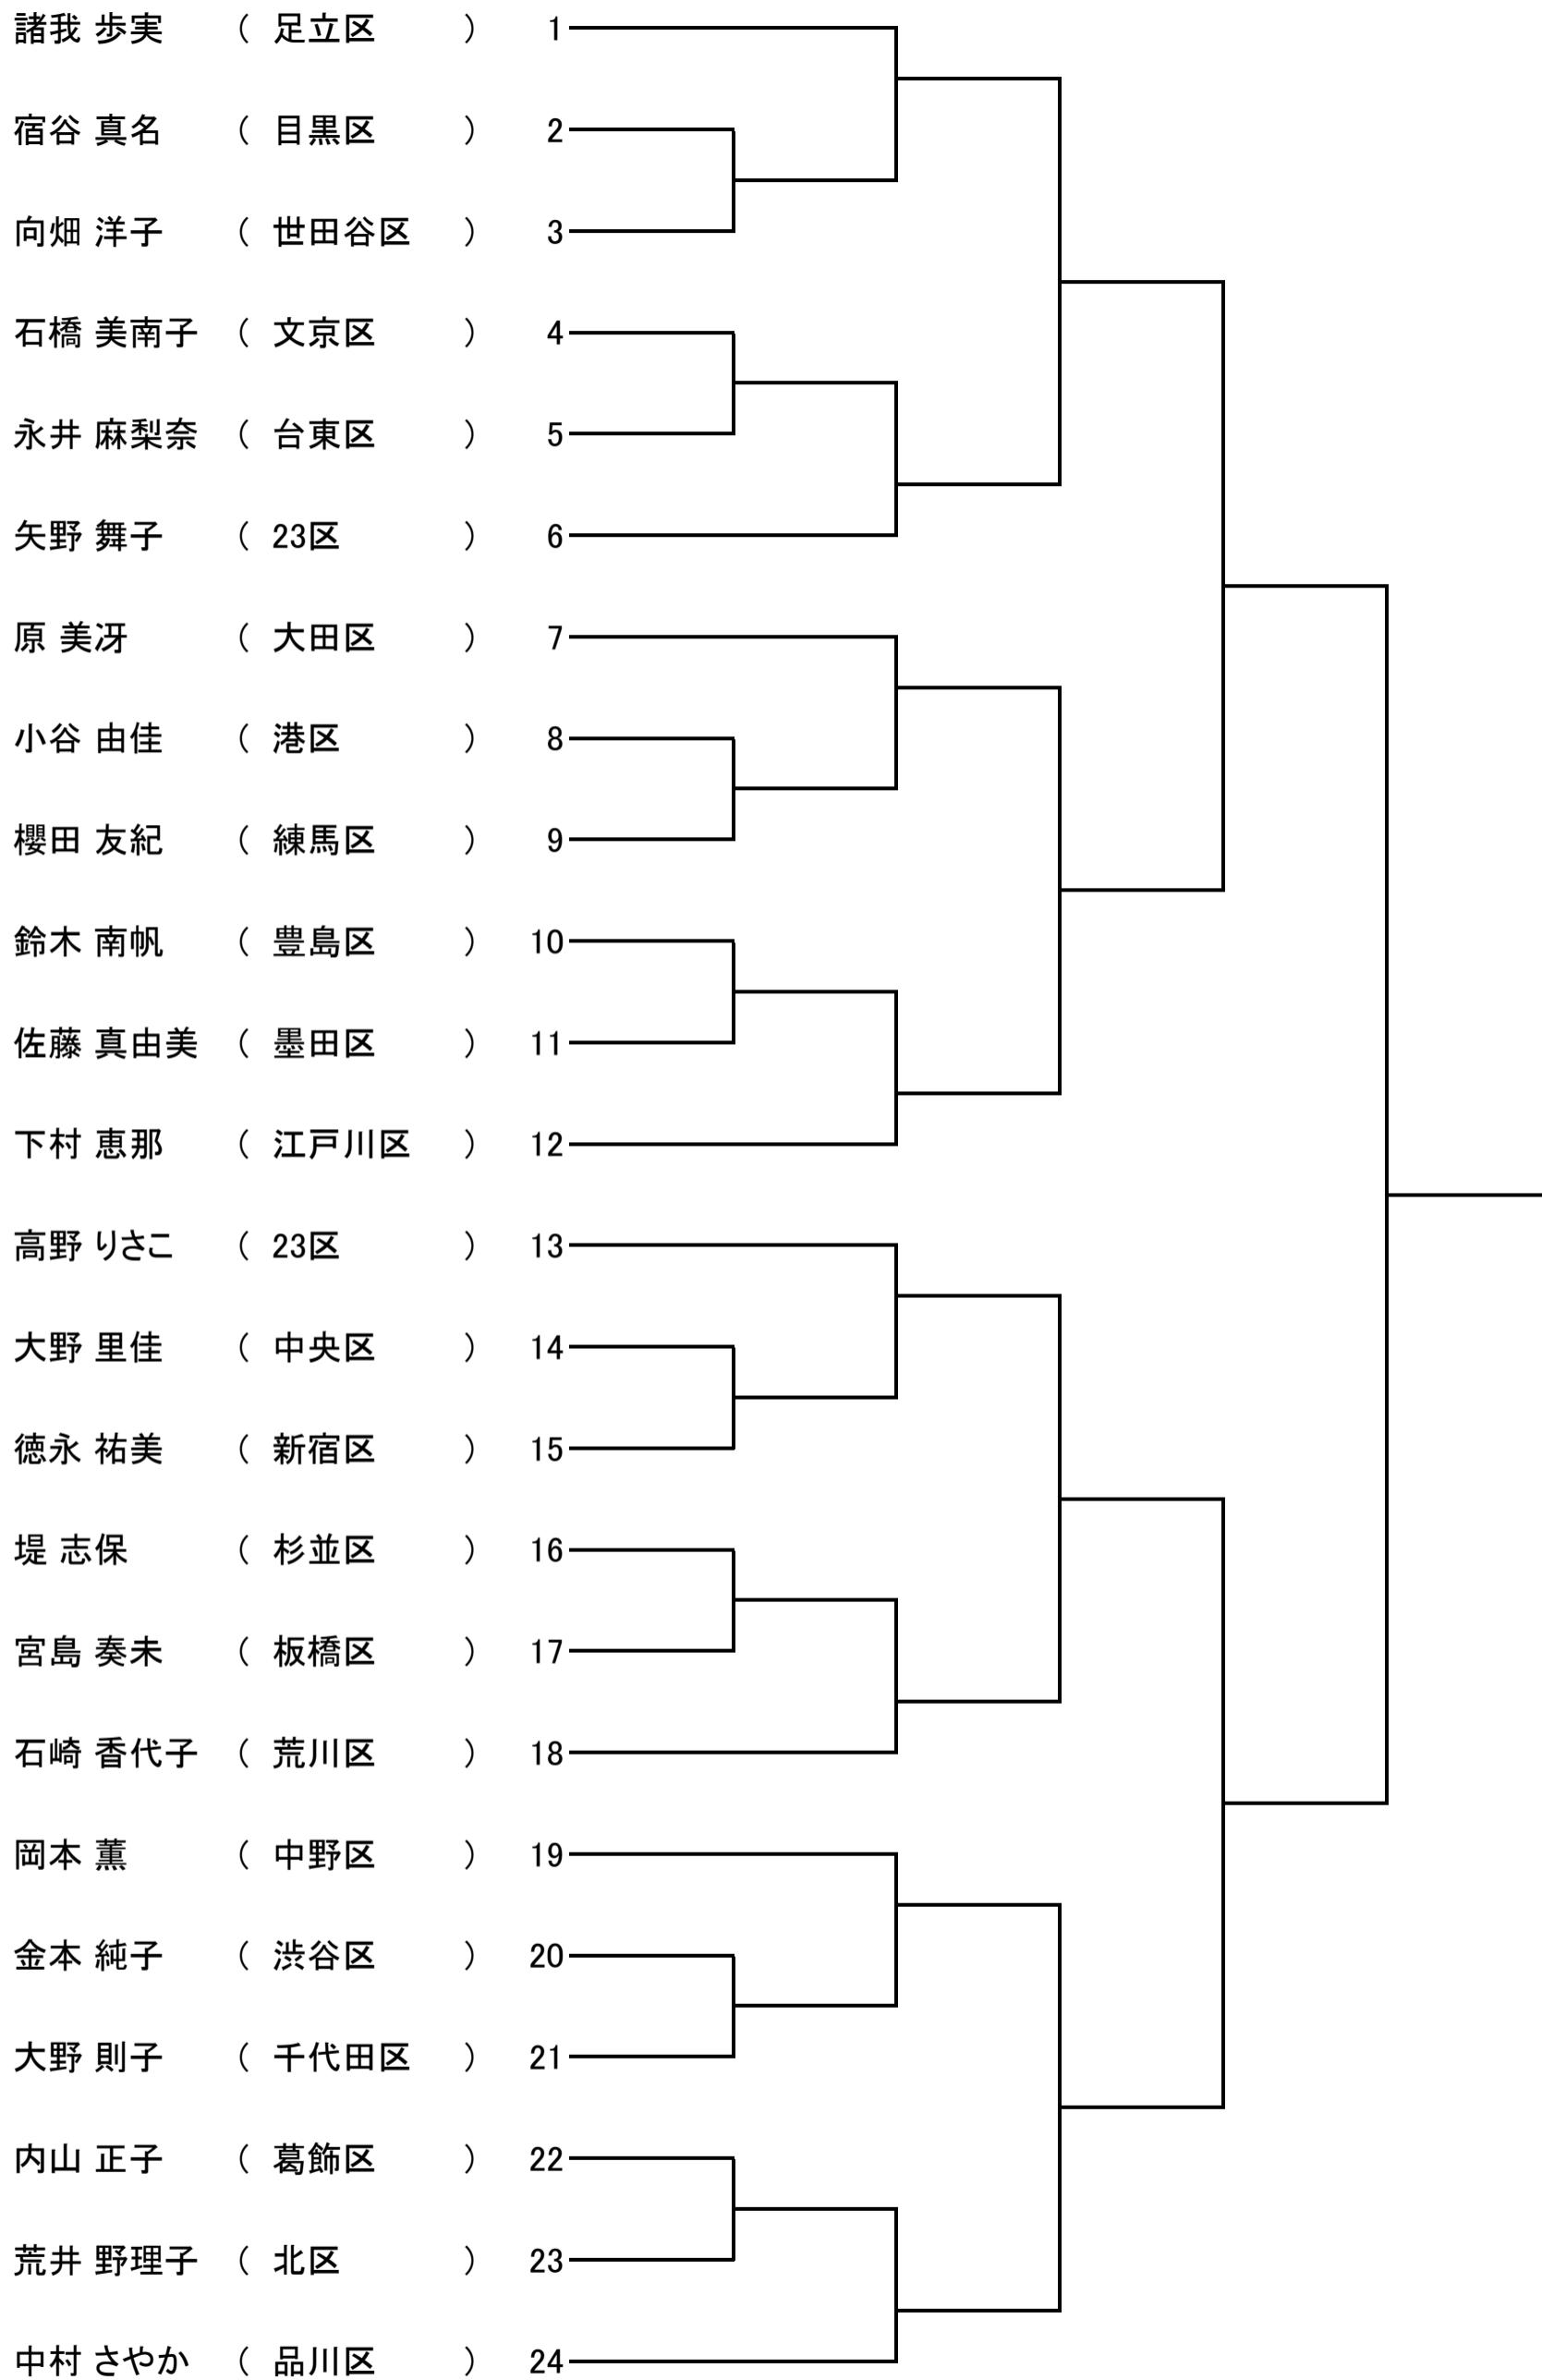 諸我 歩実 ( 足立区 ) 1
宿谷 真名 ( 目黒区 ) 2
向畑 洋子 ( 世田谷区 ) 3
石橋 美南子 ( 文京区 ) 4
永井 麻梨奈 ( 台東区 ) 5
矢野 舞子 ( 23区 ) 6
原 美冴 ( 大田区 ) 7
小谷 由佳 ( 港区 ) 8
櫻田 友紀 ( 練馬区 ) 9
鈴木 南帆 ( 豊島区 ) 10
佐藤 真由美 ( 墨田区 ) 11
下村 恵那 ( 江戸川区 ) 12
高野 りさこ ( 23区 ) 13
大野 里佳 ( 中央区 ) 14
徳永 祐美 ( 新宿区 ) 15
堤 志保 ( 杉並区 ) 16
宮島 奏未 ( 板橋区 ) 17
石崎 香代子 ( 荒川区 ) 18
岡本 薫 ( 中野区 ) 19
金本 純子 ( 渋谷区 ) 20
大野 則子 ( 千代田区 ) 21
内山 正子 ( 葛飾区 ) 22
荒井 野理子 ( 北区 ) 23
中村 さやか ( 品川区 ) 24